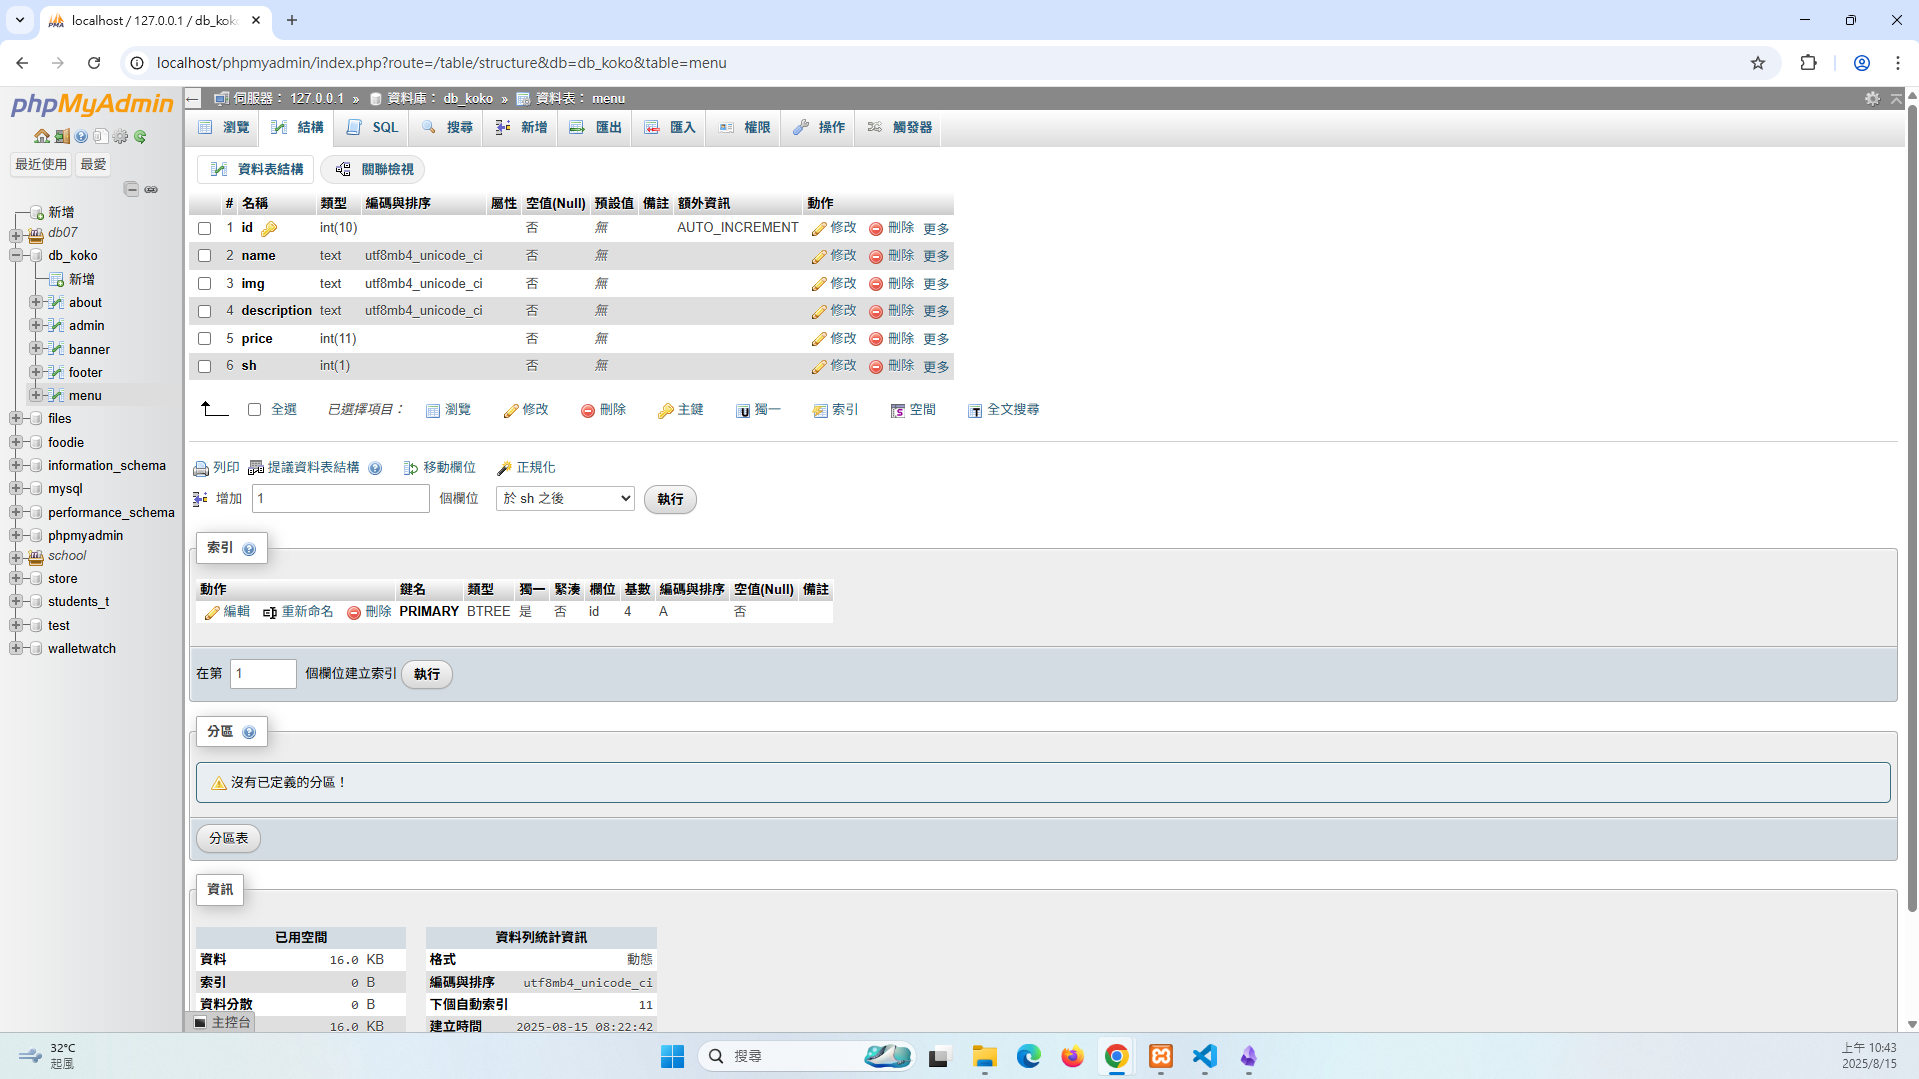 localhost / 127.0.0.1 / db_kok
localhost/phpmyadmin/index.php?route=/table/structure&db=db_koko&table=menu
phpMyAdmin
最近使用 最愛
新增
db07
db_koko
新增
about
admin
banner
footer
menu
files
foodie
information_schema
mysql
performance_schema
phpmyadmin
school
store
students_t
test
walletwatch
伺服器： 127.0.0.1 » 資料庫： db_koko » 資料表： menu
瀏覽 結構 SQL 搜尋 新增 匯出 匯入 權限 操作 觸發器
資料表結構 關聯檢視
# 名稱 類型 編碼與排序 屬性 空值(Null) 預設值 備註 額外資訊 動作
1 id int(10) 否 無 AUTO_INCREMENT 修改 刪除 更多
2 name text utf8mb4_unicode_ci 否 無 修改 刪除 更多
3 img text utf8mb4_unicode_ci 否 無 修改 刪除 更多
4 description text utf8mb4_unicode_ci 否 無 修改 刪除 更多
5 price int(11) 否 無 修改 刪除 更多
6 sh int(1) 否 無 修改 刪除 更多
全選 已選擇項目： 瀏覽 修改 刪除 主鍵 獨一 索引 空間 全文搜尋
列印 提議資料表結構 移動欄位 正規化
增加 1 個欄位 於 sh 之後 執行
索引
動作 鍵名 類型 獨一 緊湊 欄位 基數 編碼與排序 空值(Null) 備註
編輯 重新命名 刪除 PRIMARY BTREE 是 否 id 4 A 否
在第 1 個欄位建立索引 執行
分區
沒有已定義的分區！
分區表
資訊
已用空間
資料 16.0 KB
索引 0 B
資料分散 0 B
16.0 KB
資料列統計資訊
格式 動態
編碼與排序 utf8mb4_unicode_ci
下個自動索引 11
建立時間 2025-08-15 08:22:42
主控台
32°C
起風
搜尋
上午 10:43
2025/8/15